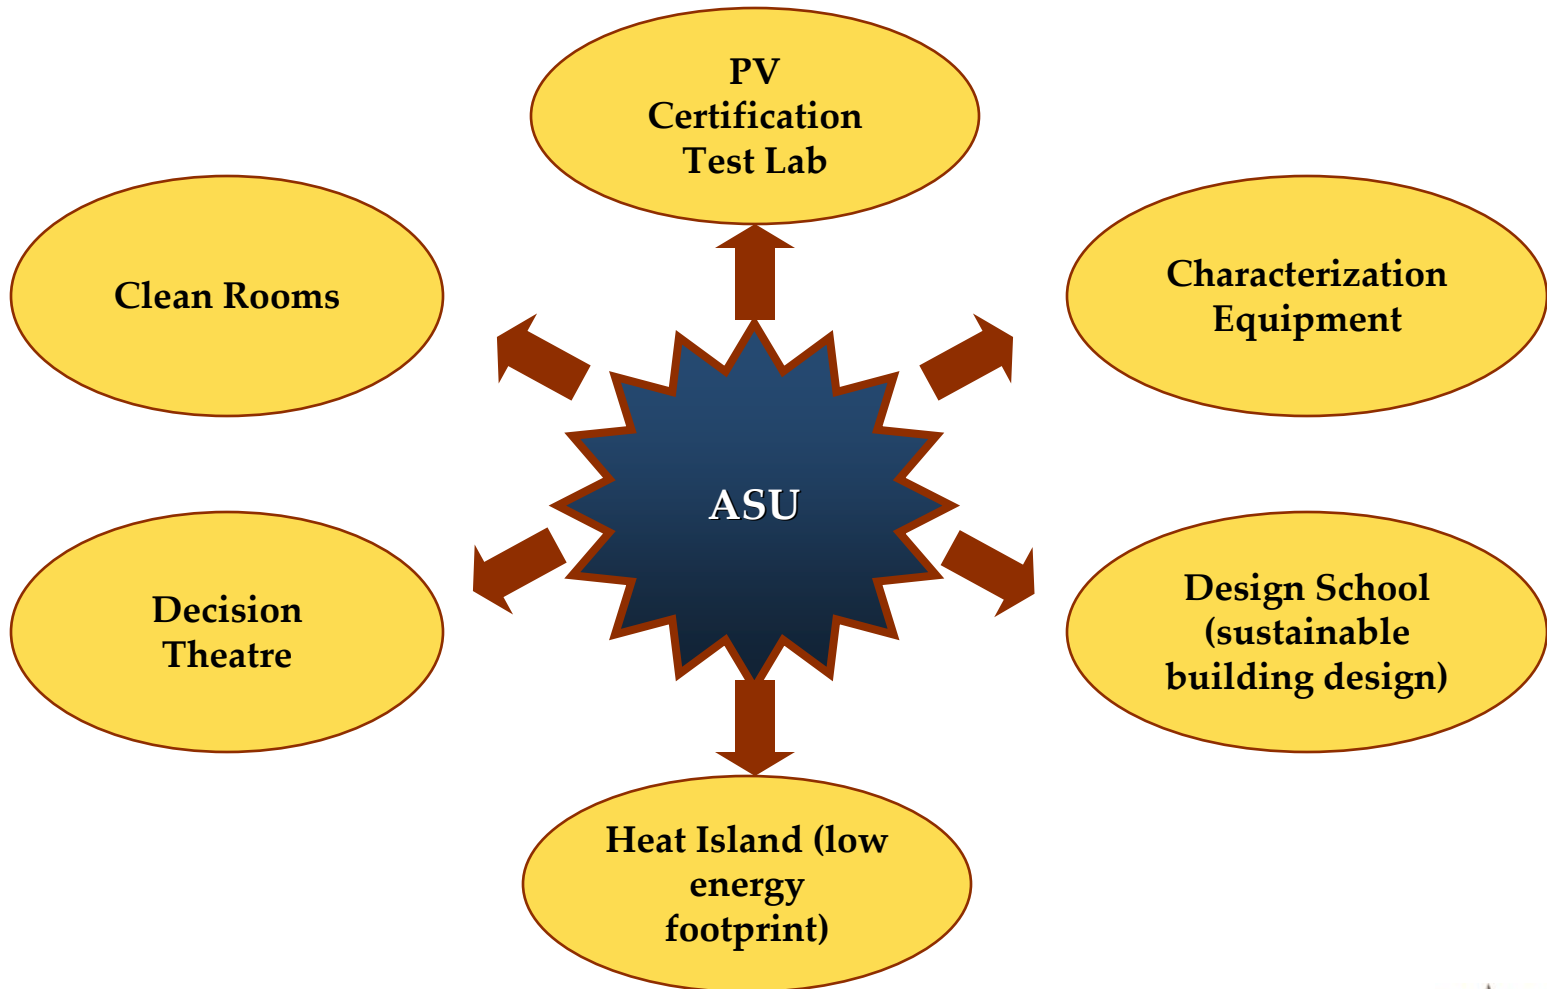 PV
Certification
Test Lab
Clean Rooms
Characterization
Equipment
ASU
Decision
Theatre
Design School
(sustainable
building design)
Heat Island (low
energy
footprint)